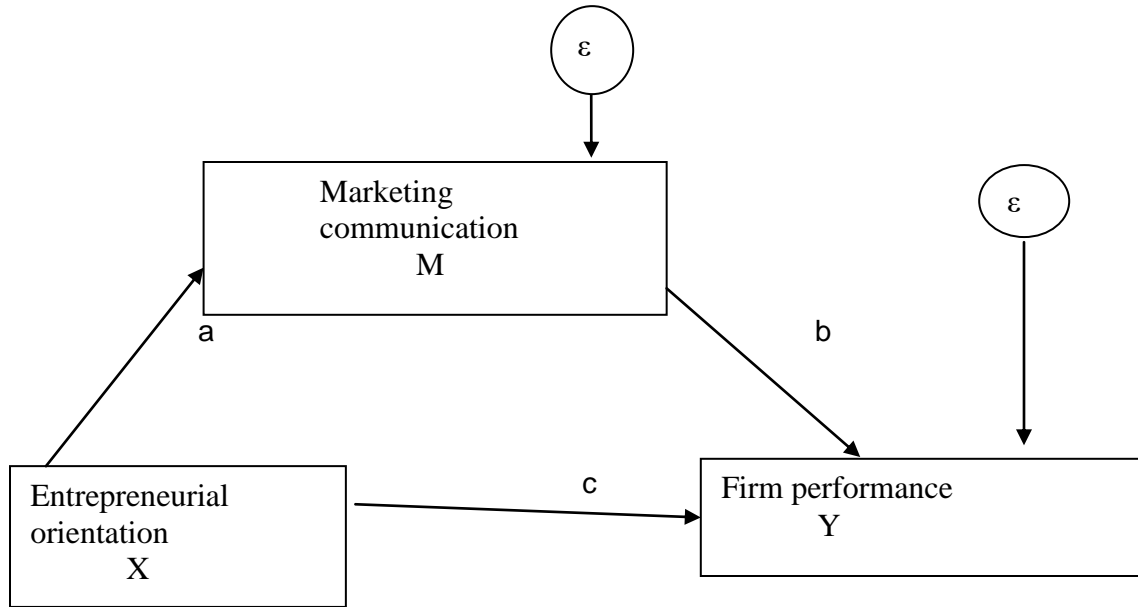 ε
Marketing
communication
M
ε
a
b
Entrepreneurial
orientation
X
c
Firm performance
Y